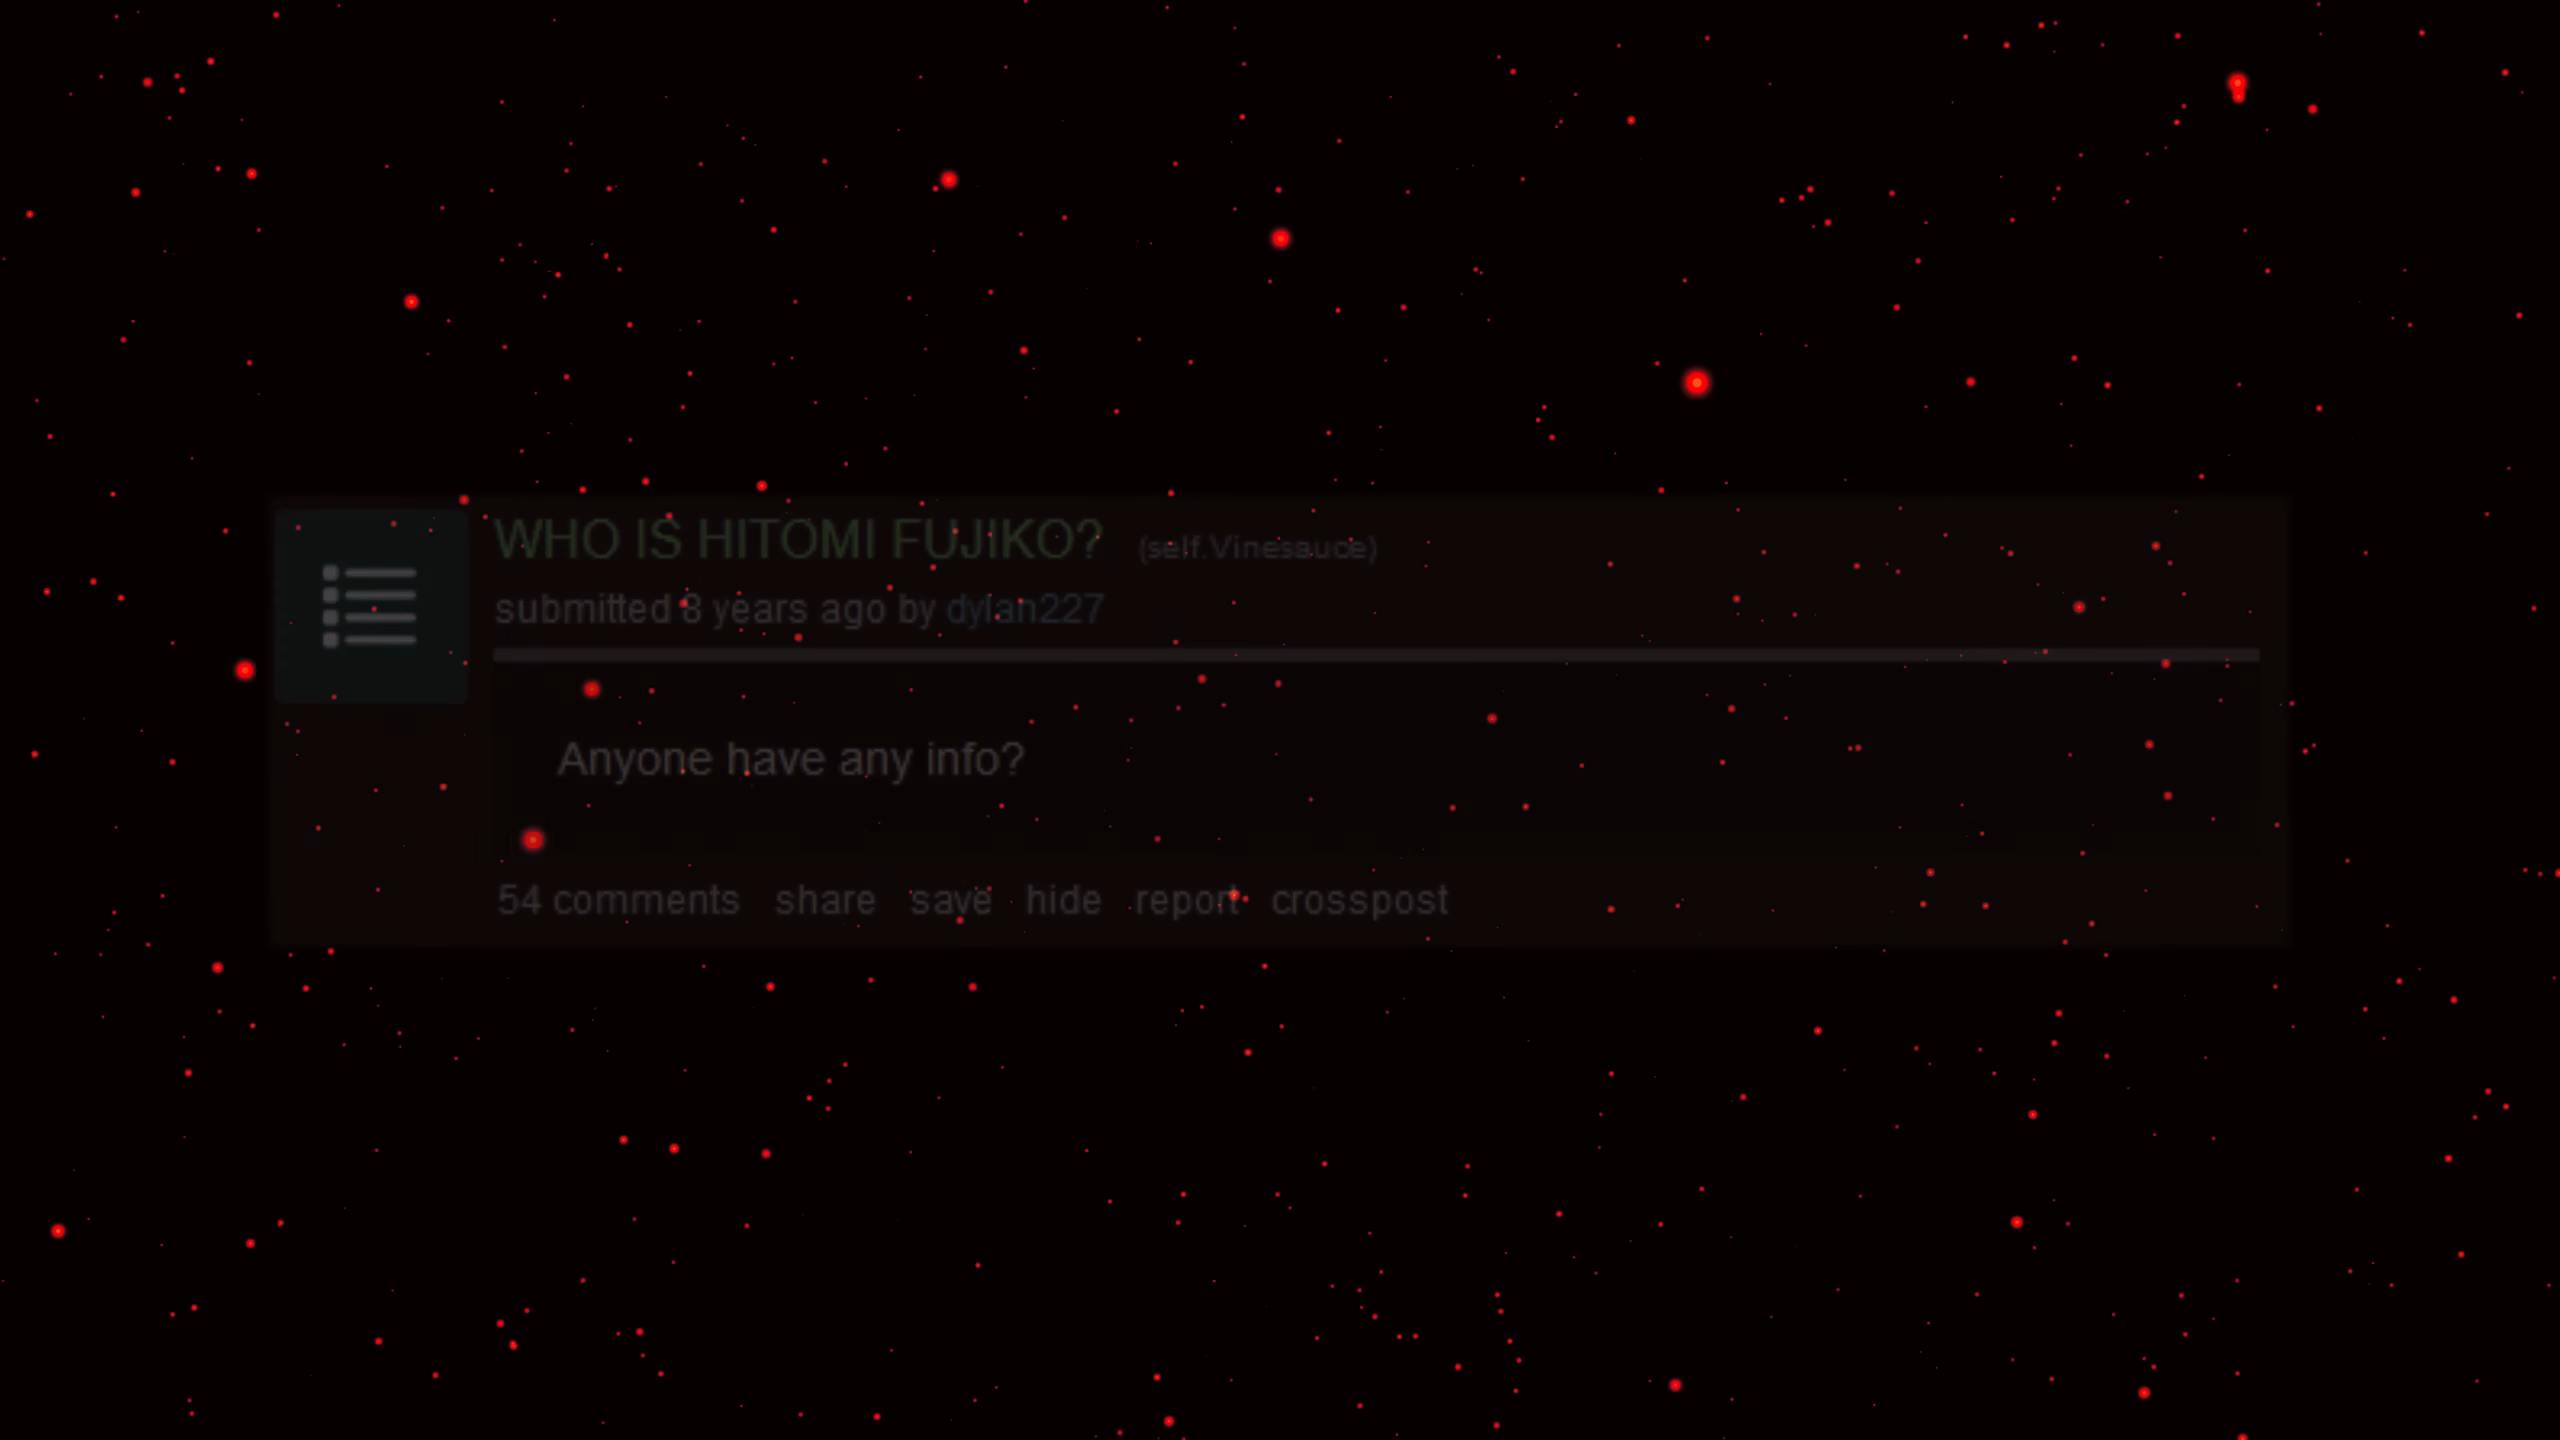 WHO IS HITOMI FUJIKO? (self.Vinesauce)
submitted 8 years ago by dylan227
Anyone have any info?
54 comments share save hide report crosspost